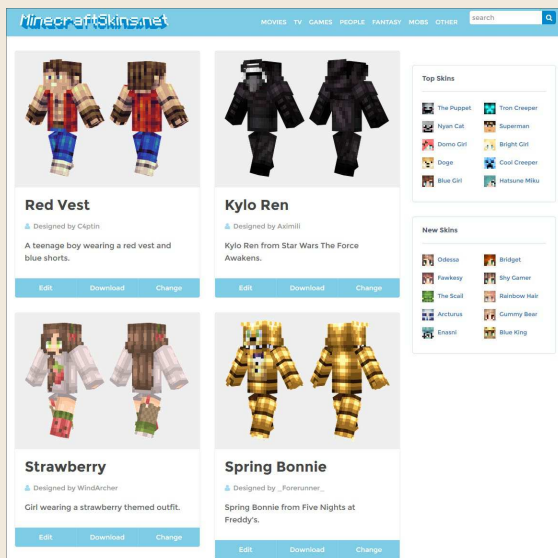 MinecraftSkins.net
MOVIES TV GAMES PEOPLE FANTASY MOBS OTHER
search
Red Vest
Designed by C4ptin
A teenage boy wearing a red vest and
blue shorts.
Edit Download Change
Kylo Ren
Designed by Aximili
Kylo Ren from Star Wars The Force
Awakens.
Edit Download Change
Strawberry
Designed by WindArcher
Girl wearing a strawberry themed outfit.
Edit Download Change
Spring Bonnie
Designed by _Forerunner_
Spring Bonnie from Five Nights at
Freddy's.
Edit Download Change
Top Skins
The Puppet Tron Creeper
Nyan Cat Superman
Domo Girl Bright Girl
Doge Cool Creeper
Blue Girl Hatsune Miku
New Skins
Odessa Bridget
Fawkesy Shy Gamer
The Scail Rainbow Hair
Arcturus Gummy Bear
Enasni Blue King